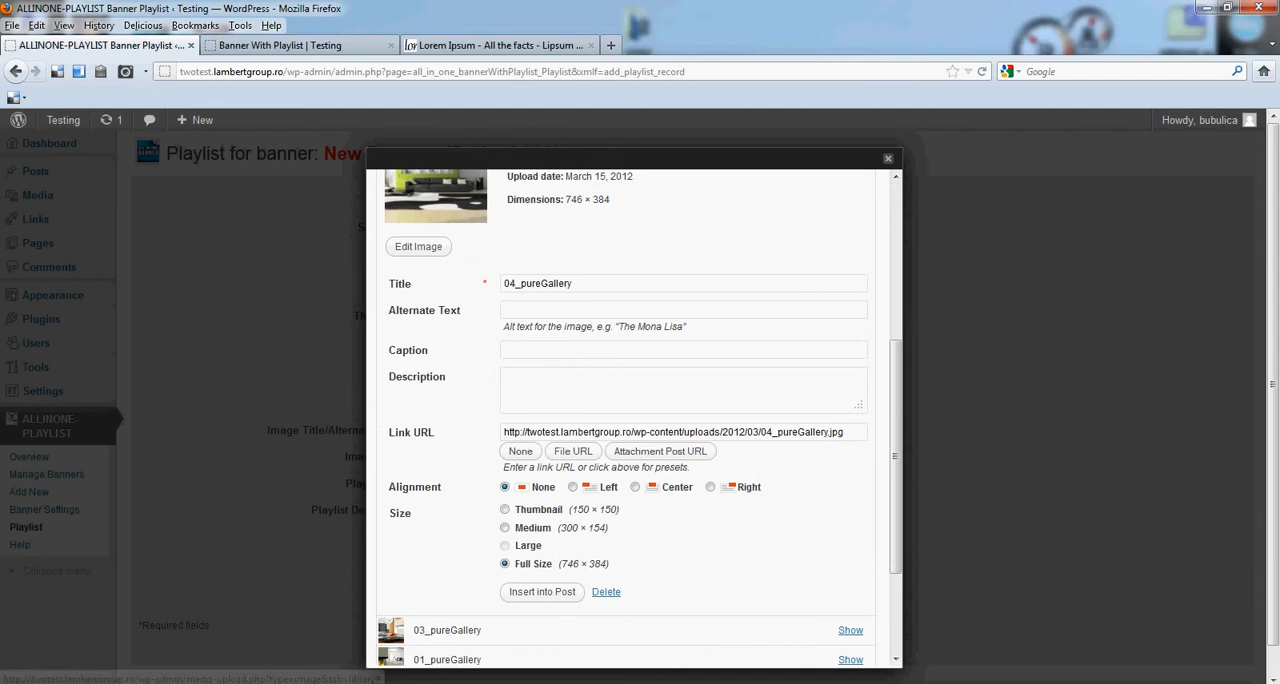 ALLINONE-PLAYLIST Banner Playlist ‹ Testing — WordPress - Mozilla Firefox
File Edit View History Delicious Bookmarks Tools Help
ALLINONE-PLAYLIST Banner Playlist ‹... Banner With Playlist | Testing Lorem Ipsum - All the facts - Lipsum ...
twotest.lambertgroup.ro/wp-admin/admin.php?page=all_in_one_bannerWithPlaylist_Playlist&xmlf=add_playlist_record Google
Testing 1 New Howdy, bubulica
Dashboard
Posts
Media
Links
Pages
Comments
Appearance
Plugins
Users
Tools
Settings
ALLINONE-
PLAYLIST
Overview
Manage Banners
Add New
Banner Settings
Playlist
Help
Collapse menu
Playlist for banner: New
Image Title/Alterna
Ima
Pla
Playlist De
*Required fields
Upload date: March 15, 2012
Dimensions: 746 × 384
Edit Image
Title * 04_pureGallery
Alternate Text
Alt text for the image, e.g. “The Mona Lisa”
Caption
Description
Link URL http://twotest.lambertgroup.ro/wp-content/uploads/2012/03/04_pureGallery.jpg
None File URL Attachment Post URL
Enter a link URL or click above for presets.
Alignment None Left Center Right
Size Thumbnail (150 × 150)
Medium (300 × 154)
Large
Full Size (746 × 384)
Insert into Post Delete
03_pureGallery Show
01_pureGallery Show